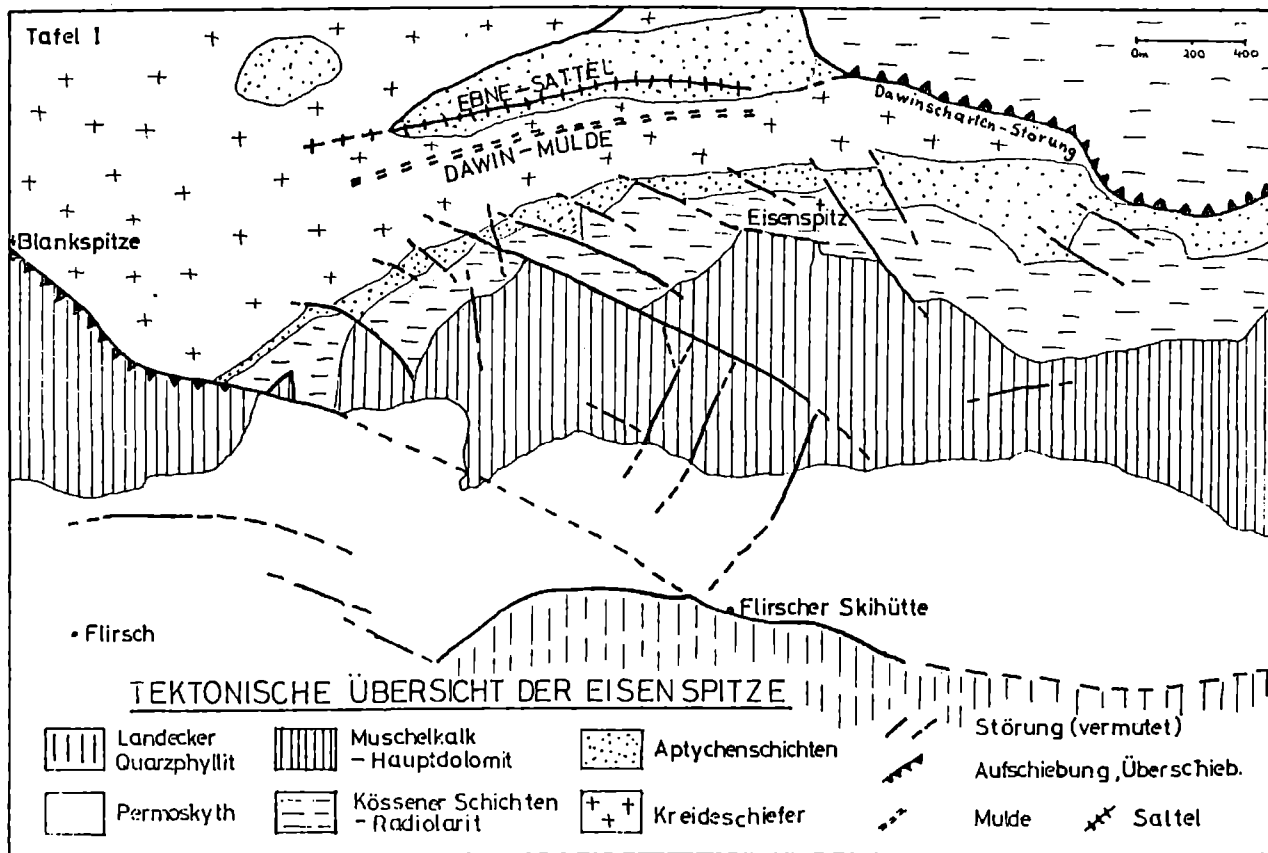 Tafel 1
0m 200 400
EBNE-SATTEL
DAWIN-MULDE
Dawinscharten-Störung
Blankspitze
Eisenspitz
Flirscher Skihütte
Flirsch
TEKTONISCHE ÜBERSICHT DER EISENSPITZE
Landecker
Quarzphyllit
Muschelkalk
- Hauptdolomit
Aptychenschichten
Störung (vermutet)
Aufschiebung, Überschieb.
Permoskyth
Kössener Schichten
- Radiolarit
Kreideschiefer
Mulde
Sattel